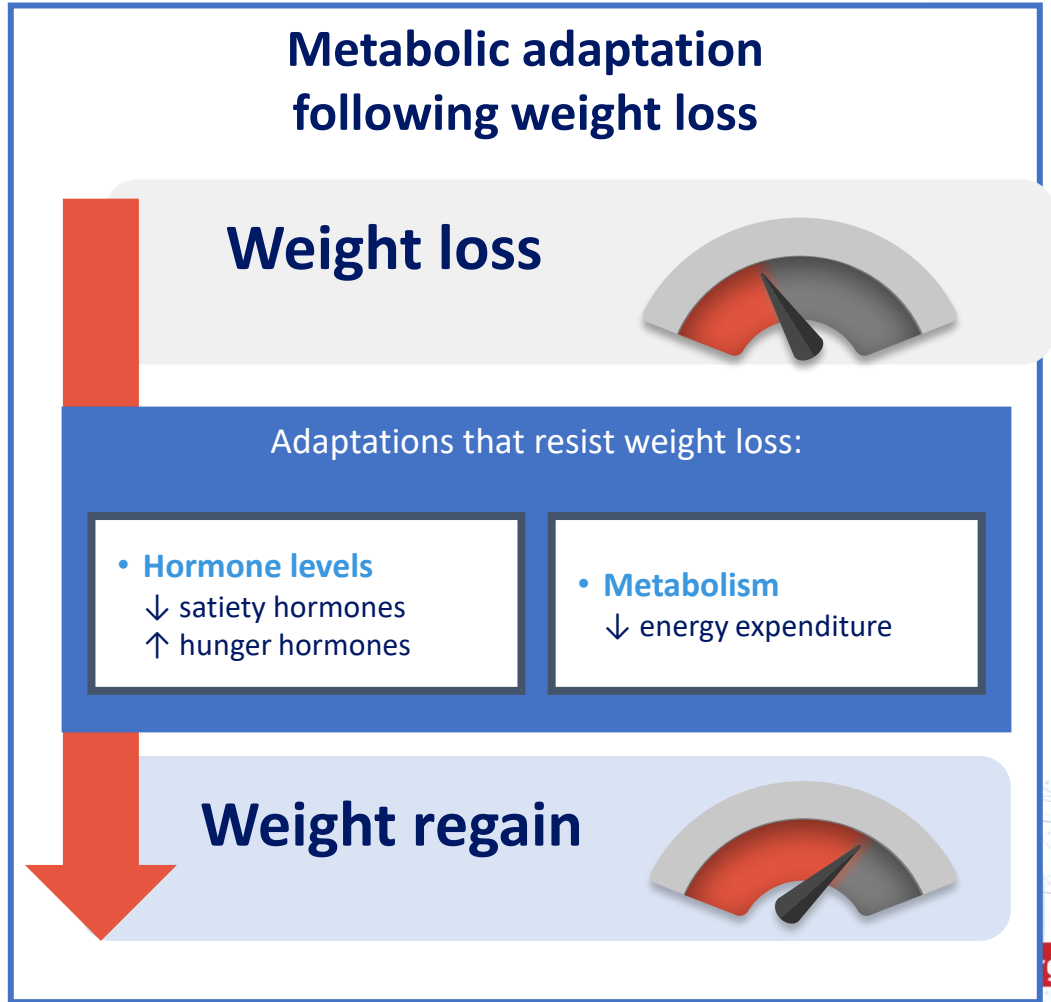 Metabolic adaptation
following weight loss
Weight loss
Adaptations that resist weight loss:
• Hormone levels
↓ satiety hormones
↑ hunger hormones
• Metabolism
↓ energy expenditure
Weight regain